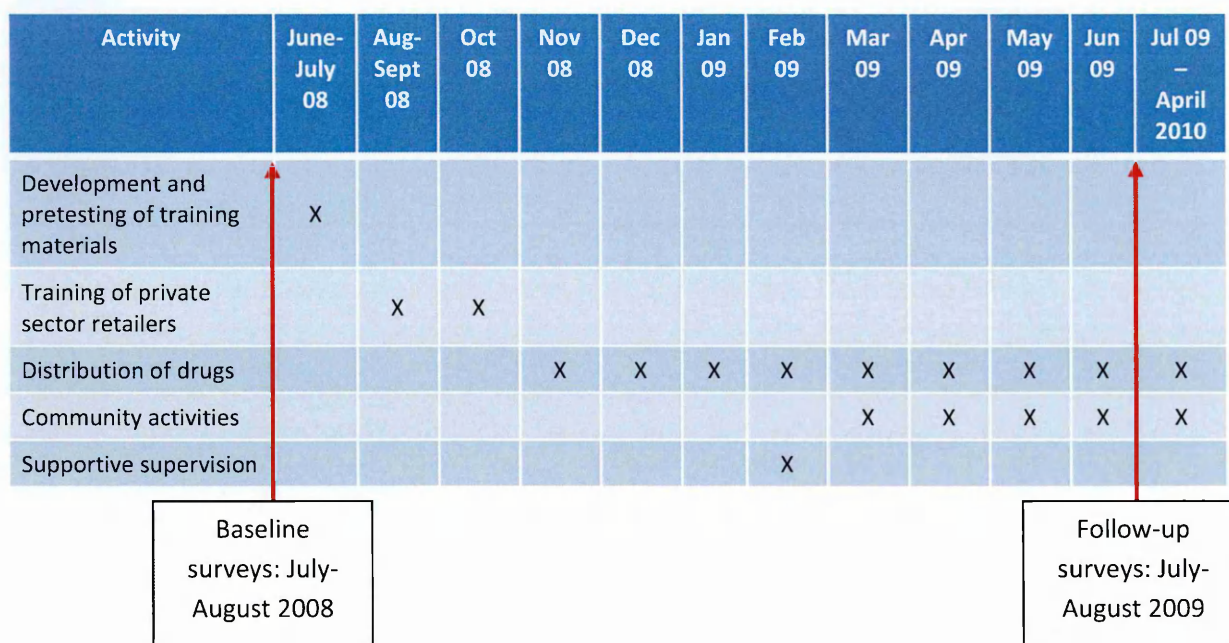 Activity June-July 08 Aug-Sept 08 Oct 08 Nov 08 Dec 08 Jan 09 Feb 09 Mar 09 Apr 09 May 09 Jun 09 Jul 09 – April 2010
Development and
pretesting of training
materials X
Training of private
sector retailers X X
Distribution of drugs X X X X X X X X X
Community activities X X X X X
Supportive supervision X
Baseline
surveys: July-
August 2008
Follow-up
surveys: July-
August 2009